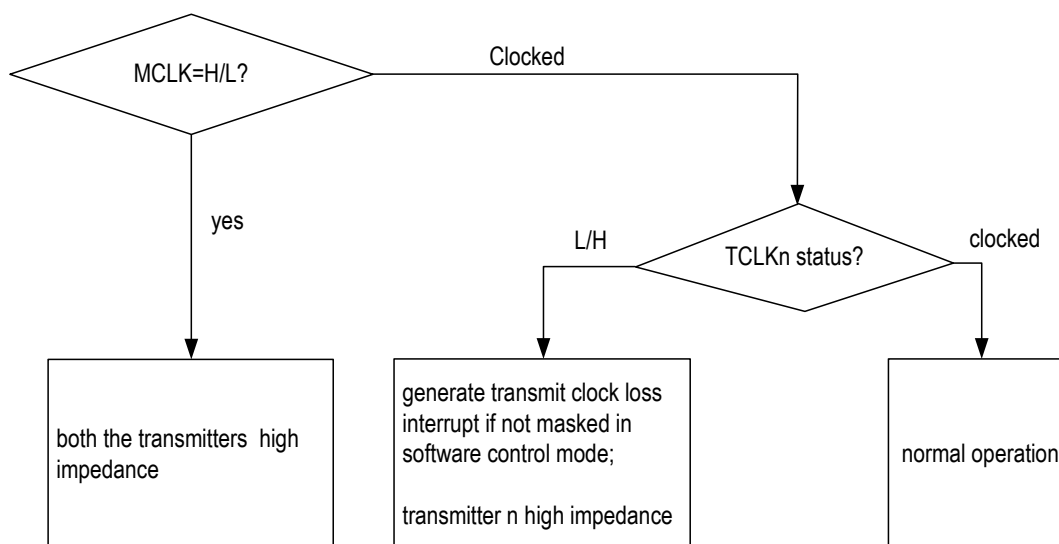 MCLK=H/L?
Clocked
yes
L/H
TCLKn status?
clocked
both the transmitters high
impedance
generate transmit clock loss
interrupt if not masked in
software control mode;
transmitter n high impedance
normal operation